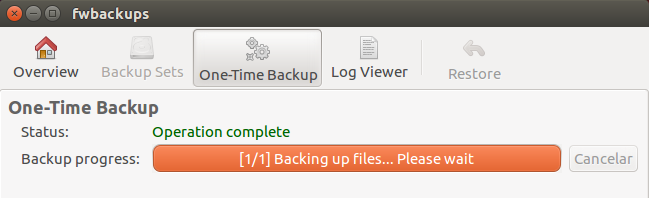 fwbackups
Overview Backup Sets One-Time Backup Log Viewer Restore
One-Time Backup
Status: Operation complete
Backup progress: [1/1] Backing up files... Please wait Cancelar